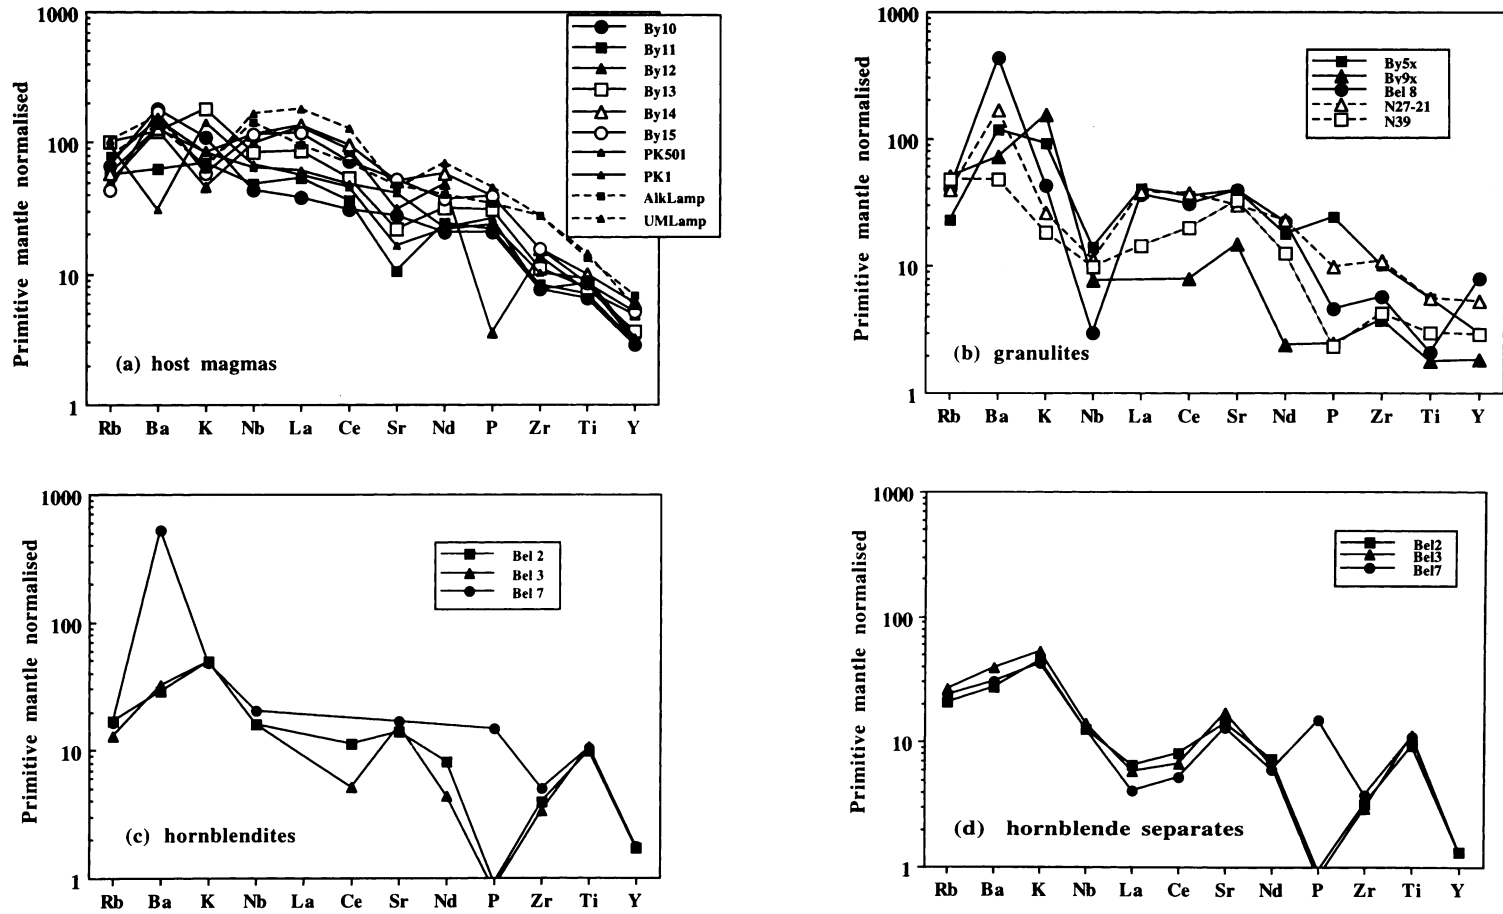 Primitive mantle normalised
1000
100
10
1
By10
By11
By12
By13
By14
By15
PK501
PK1
AlkLamp
UMLamp
(a) host magmas
Rb Ba K Nb La Ce Sr Nd P Zr Ti Y
Primitive mantle normalised
1000
100
10
1
By5x
By9x
Bel 8
N27-21
N39
(b) granulites
Rb Ba K Nb La Ce Sr Nd P Zr Ti Y
Primitive mantle normalised
1000
100
10
1
Bel 2
Bel 3
Bel 7
(c) hornblendites
Rb Ba K Nb La Ce Sr Nd P Zr Ti Y
Primitive mantle normalised
1000
100
10
1
Bel2
Bel3
Bel7
(d) hornblende separates
Rb Ba K Nb La Ce Sr Nd P Zr Ti Y